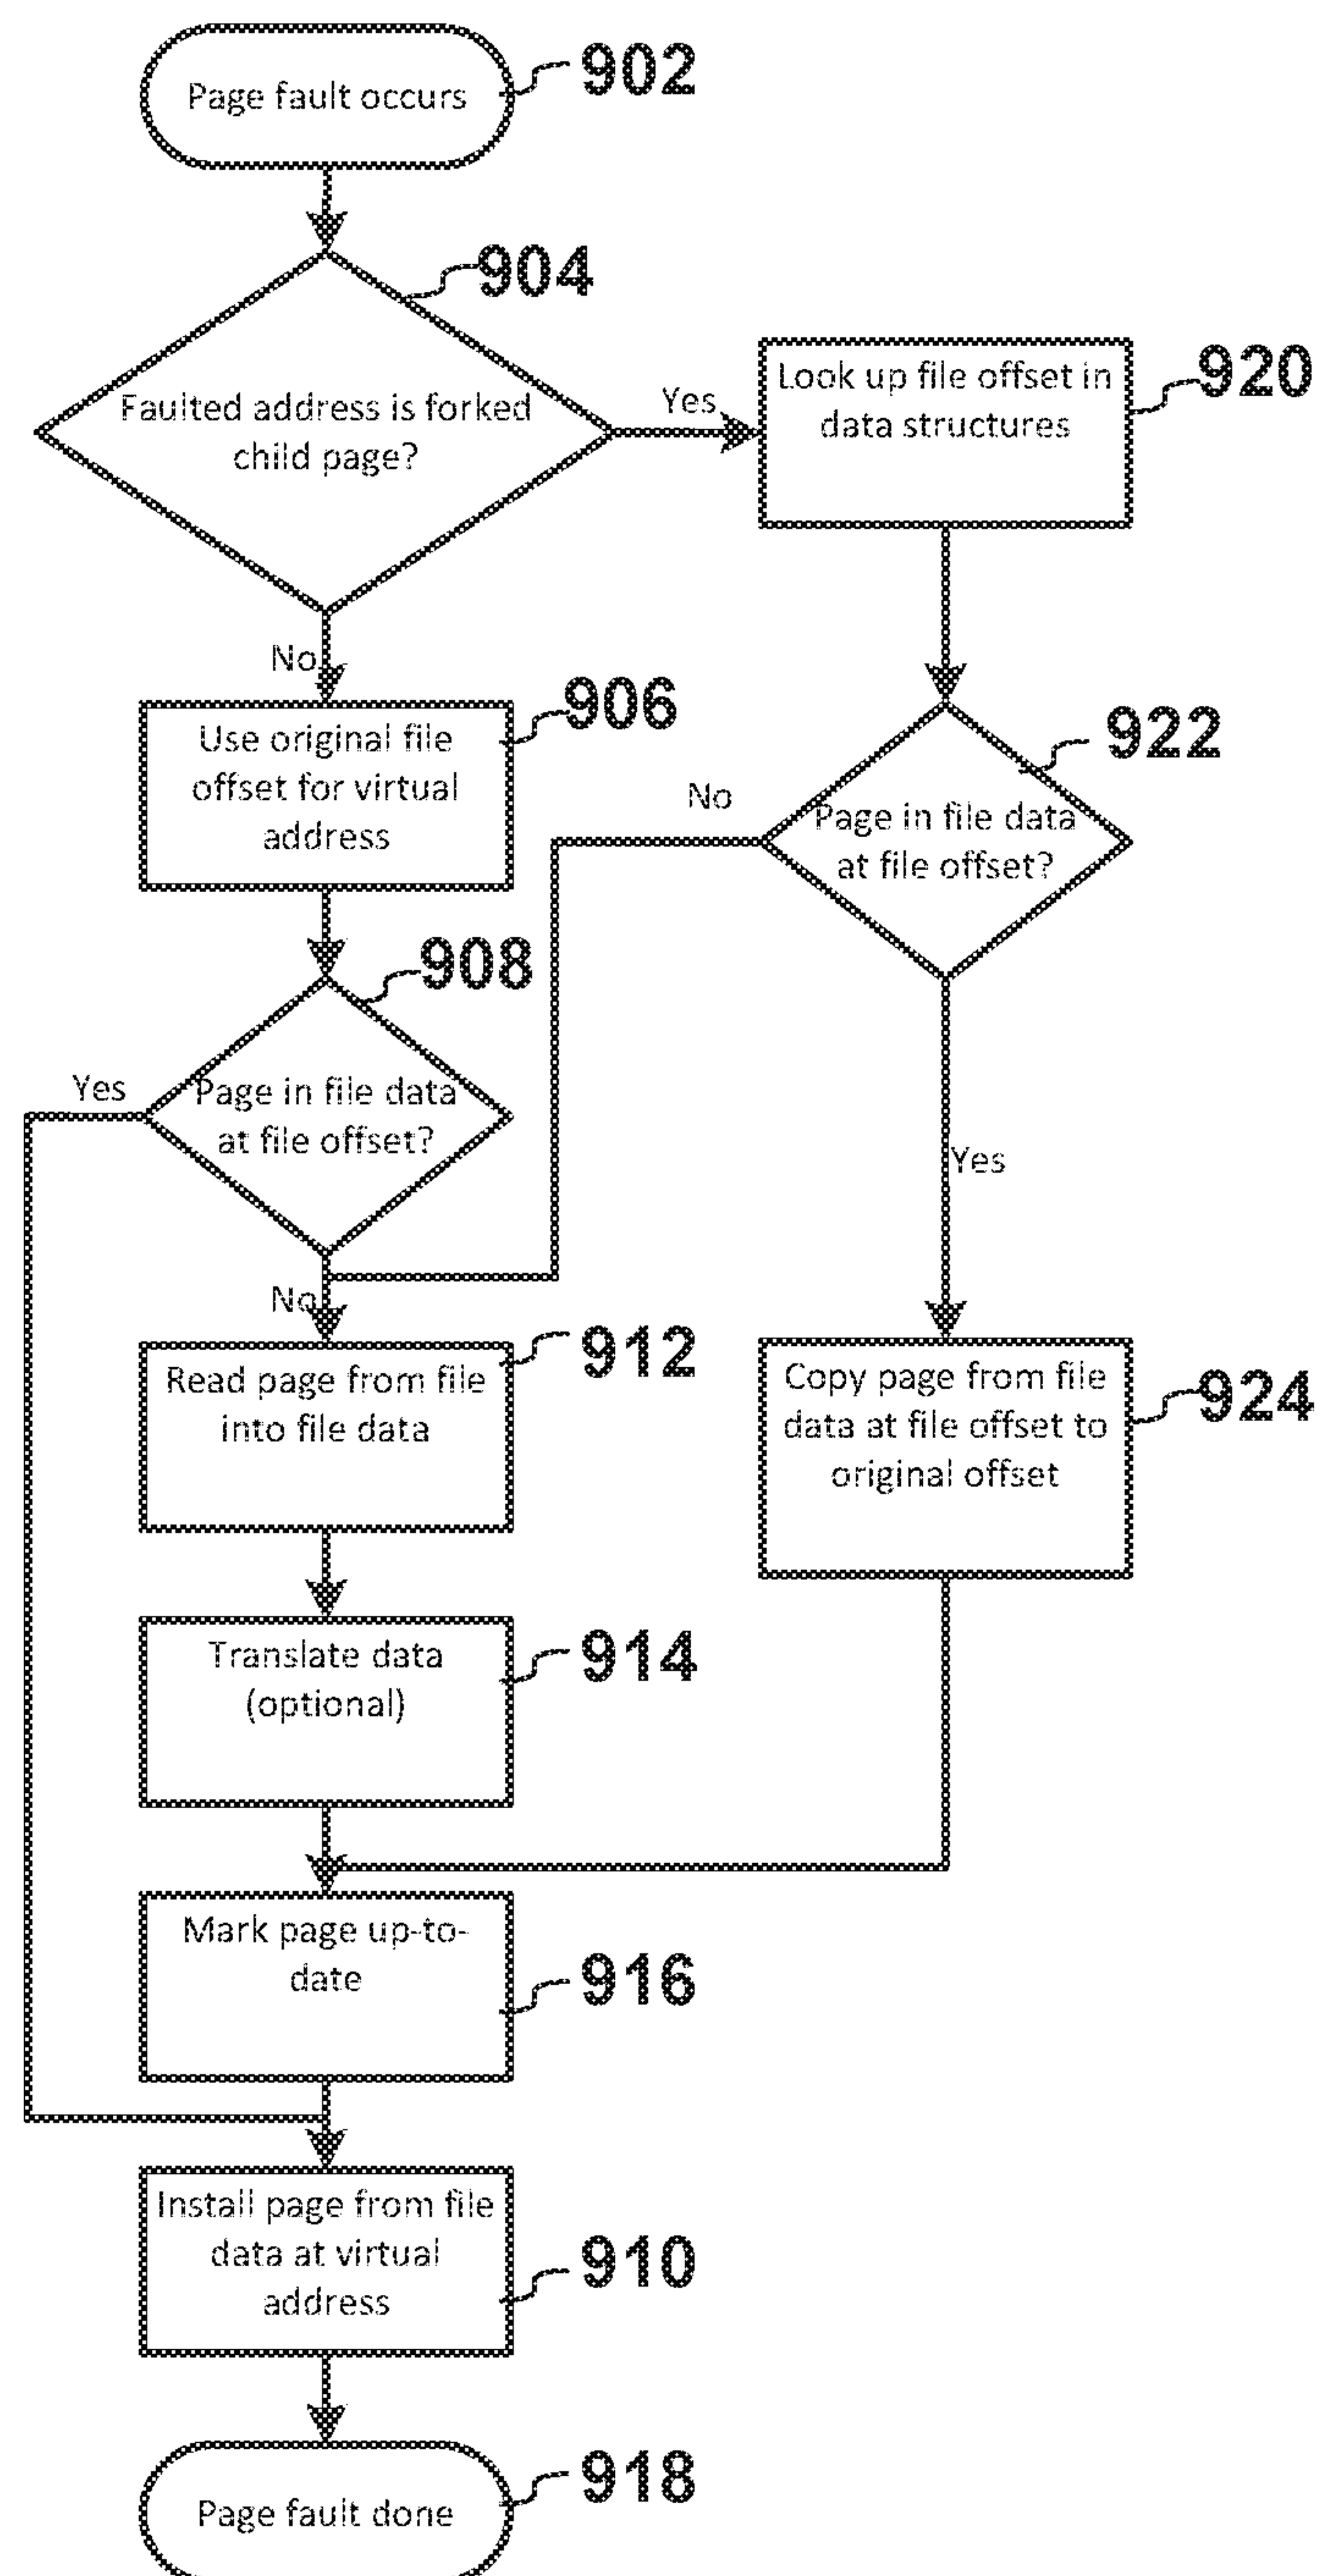 Page fault occurs
902
904
Faulted address is forked
child page?
Yes
Look up file offset in
data structures
920
No
Use original file
offset for virtual
address
906
922
No
Page in file data
at file offset?
908
Yes
Page in file data
at file offset?
Yes
No
Read page from file
into file data
912
Copy page from file
data at file offset to
original offset
924
Translate data
(optional)
914
Mark page up-to-
date
916
Install page from file
data at virtual
address
910
Page fault done
918